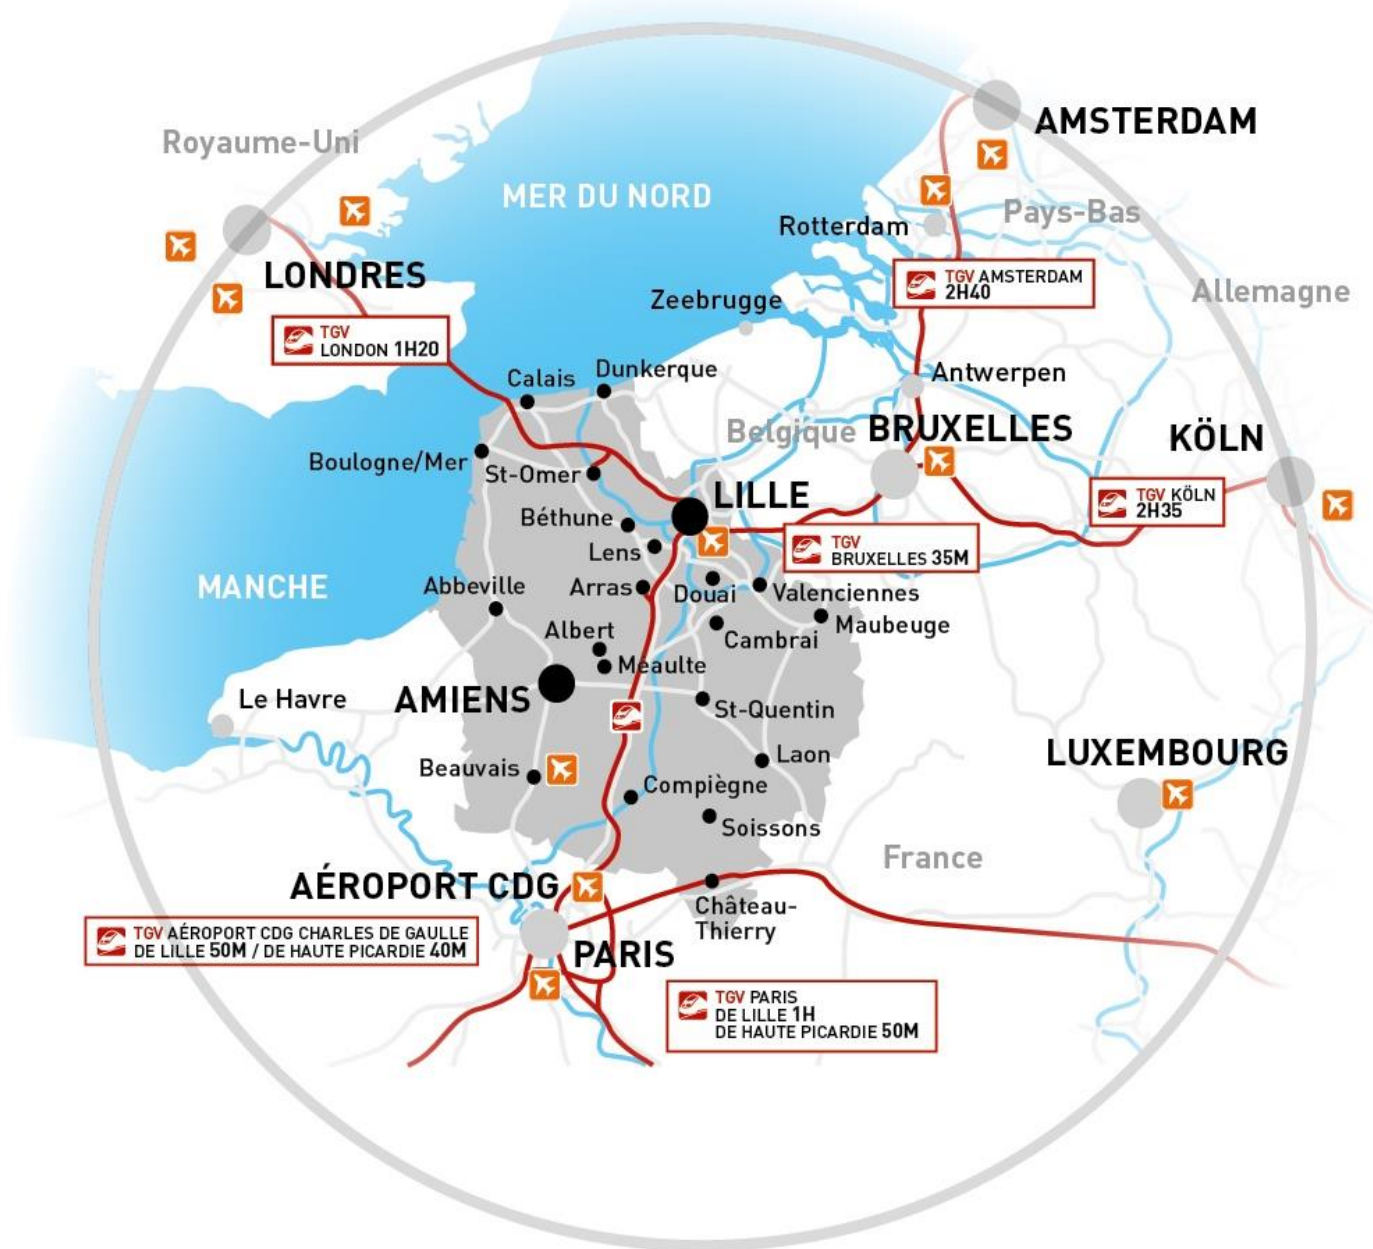 AMSTERDAM
Royaume-Uni
MER DU NORD
Pays-Bas
Rotterdam
LONDRES
TGV AMSTERDAM
2H40
Allemagne
Zeebrugge
TGV
LONDON 1H20
Calais
Dunkerque
Antwerpen
Belgique
BRUXELLES
KÖLN
Boulogne/Mer
St-Omer
LILLE
TGV KÖLN
2H35
Béthune
Lens
TGV
BRUXELLES 35M
MANCHE
Abbeville
Arras
Douai
Valenciennes
Maubeuge
Albert
Cambrai
Méaulte
AMIENS
Le Havre
St-Quentin
Laon
LUXEMBOURG
Beauvais
Compiègne
Soissons
France
AÉROPORT CDG
Château-
Thierry
TGV AÉROPORT CDG CHARLES DE GAULLE
DE LILLE 50M / DE HAUTE PICARDIE 40M
PARIS
TGV PARIS
DE LILLE 1H
DE HAUTE PICARDIE 50M